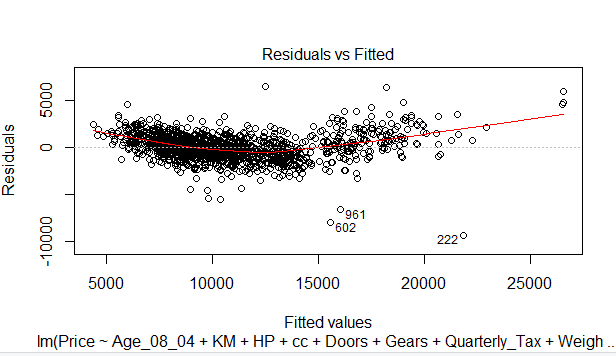 Residuals vs Fitted
Residuals
5000
0
-10000
961
602
222
5000 10000 15000 20000 25000
Fitted values
lm(Price ~ Age_08_04 + KM + HP + cc + Doors + Gears + Quarterly_Tax + Weigh ..